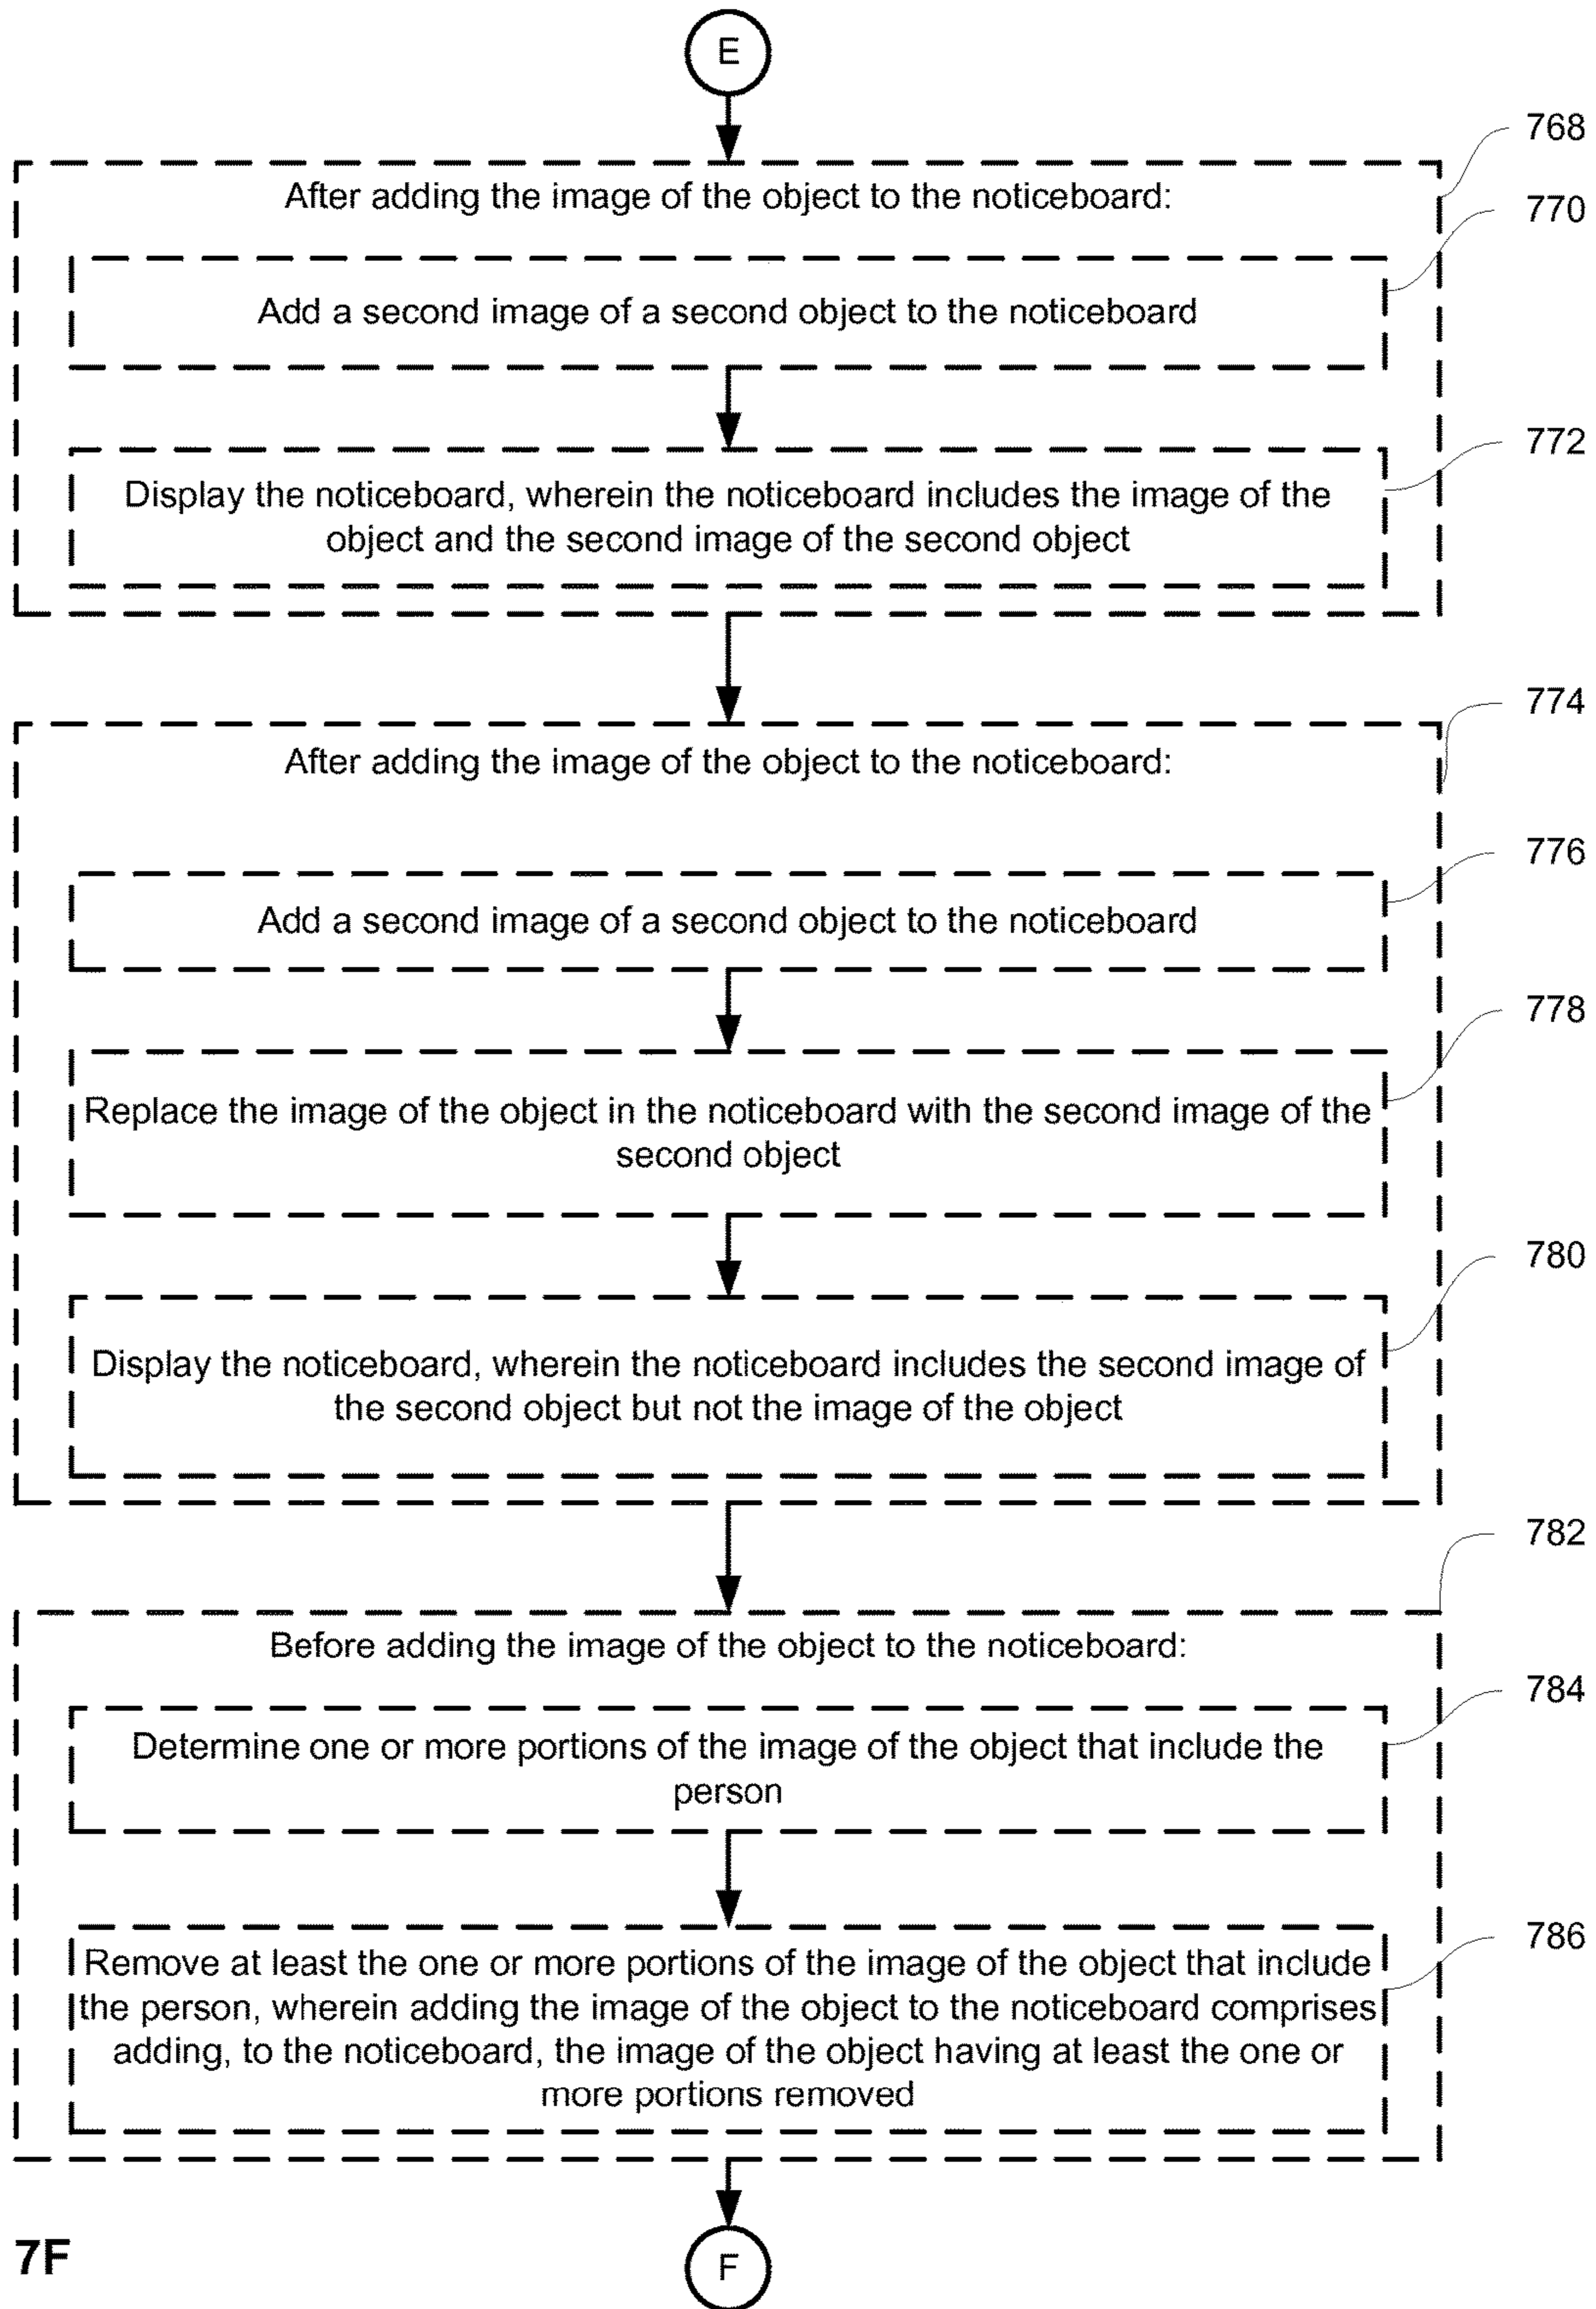 E
768
After adding the image of the object to the noticeboard:
770
Add a second image of a second object to the noticeboard
772
Display the noticeboard, wherein the noticeboard includes the image of the
object and the second image of the second object
774
After adding the image of the object to the noticeboard:
776
Add a second image of a second object to the noticeboard
778
Replace the image of the object in the noticeboard with the second image of the
second object
780
Display the noticeboard, wherein the noticeboard includes the second image of
the second object but not the image of the object
782
Before adding the image of the object to the noticeboard:
784
Determine one or more portions of the image of the object that include the
person
786
Remove at least the one or more portions of the image of the object that include
the person, wherein adding the image of the object to the noticeboard comprises
adding, to the noticeboard, the image of the object having at least the one or
more portions removed
7F
F